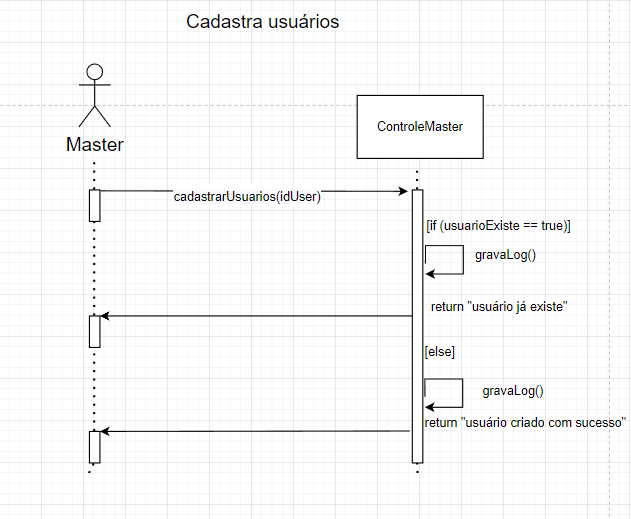 Cadastra usuários
Master
ControleMaster
cadastrarUsuarios(idUser)
[if (usuarioExiste == true)]
gravaLog()
return "usuário já existe"
[else]
gravaLog()
return "usuário criado com sucesso"